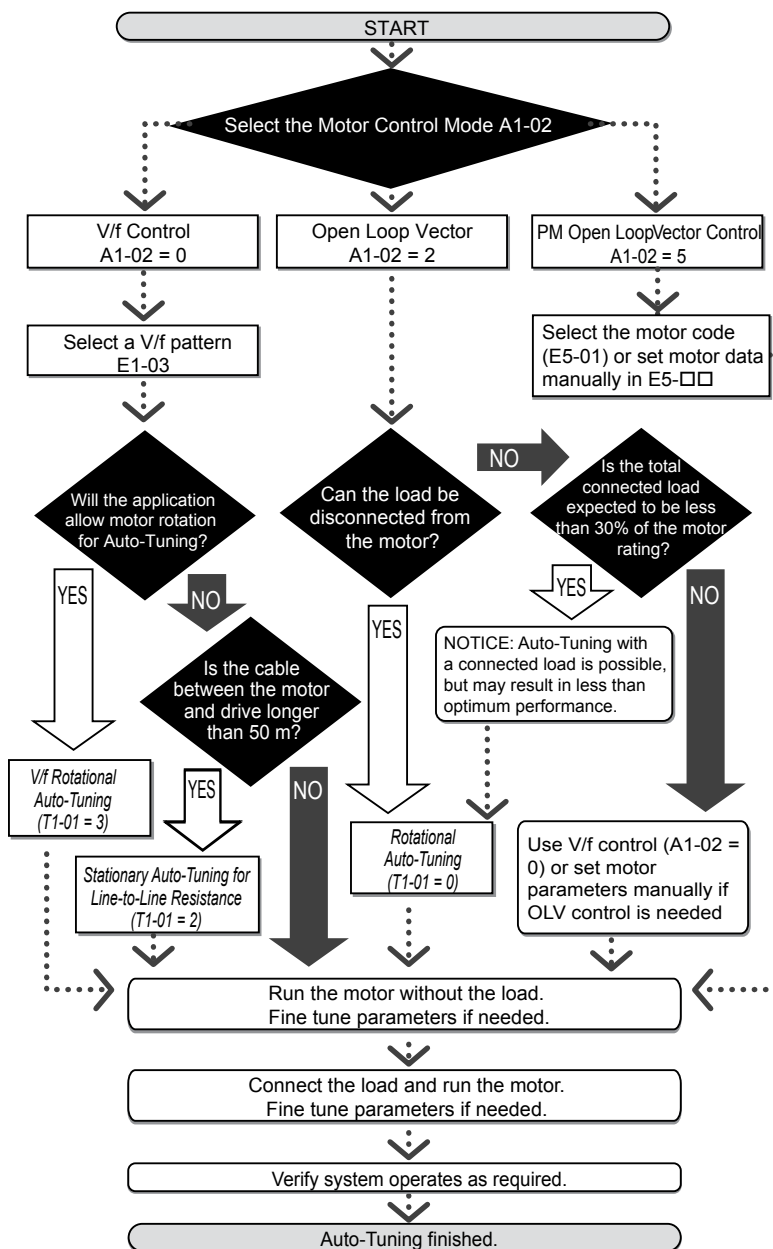 START
Select the Motor Control Mode A1-02
V/f Control
A1-02 = 0
Open Loop Vector
A1-02 = 2
PM Open LoopVector Control
A1-02 = 5
Select a V/f pattern
E1-03
Select the motor code
(E5-01) or set motor data
manually in E5-□□
Will the application
allow motor rotation
for Auto-Tuning?
Can the load be
disconnected from
the motor?
NO
Is the total
connected load
expected to be less
than 30% of the motor
rating?
YES
NO
YES
YES
NO
Is the cable
between the motor
and drive longer
than 50 m?
NOTICE: Auto-Tuning with
a connected load is possible,
but may result in less than
optimum performance.
V/f Rotational
Auto-Tuning
(T1-01 = 3)
YES
NO
Stationary Auto-Tuning for
Line-to-Line Resistance
(T1-01 = 2)
Rotational
Auto-Tuning
(T1-01 = 0)
Use V/f control (A1-02 =
0) or set motor
parameters manually if
OLV control is needed
Run the motor without the load.
Fine tune parameters if needed.
Connect the load and run the motor.
Fine tune parameters if needed.
Verify system operates as required.
Auto-Tuning finished.